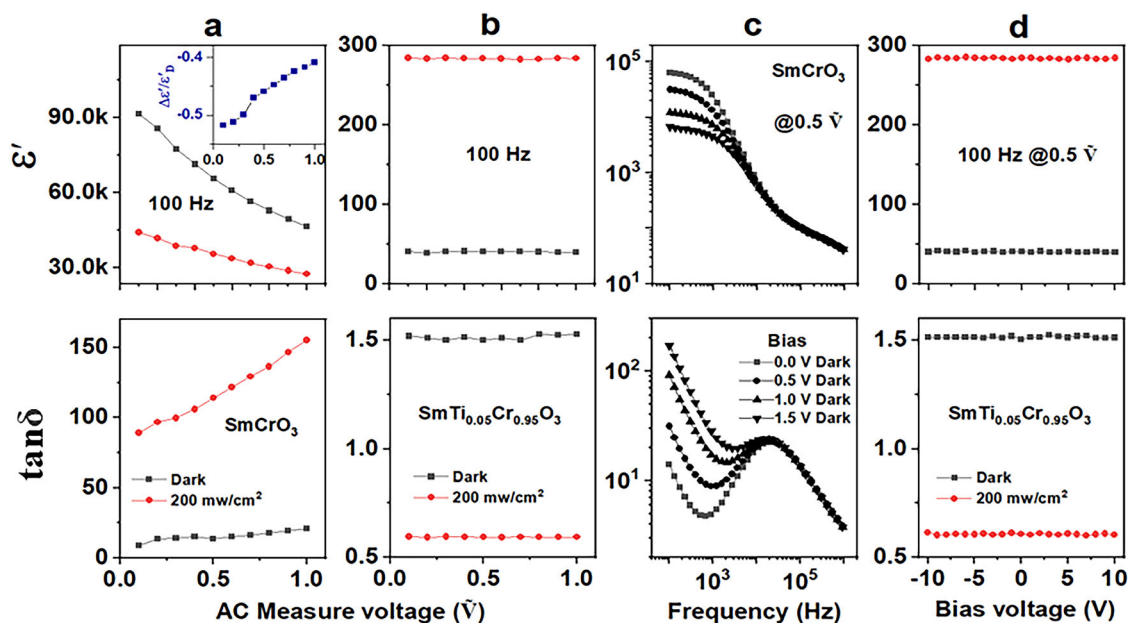 a
b
c
d
ε′
90.0k
60.0k
30.0k
Δε′/ε′D
-0.4
-0.5
0.0 0.5 1.0
100 Hz
300
200
100
0
100 Hz
10⁵
10³
10¹
SmCrO₃
@0.5 Ṽ
300
200
100
0
100 Hz @0.5 Ṽ
tanδ
150
100
50
0
SmCrO₃
Dark
200 mw/cm²
0.0 0.5 1.0
1.5
1.0
0.5
SmTi₀.₀₅Cr₀.₉₅O₃
Dark
200 mw/cm²
0.0 0.5 1.0
AC Measure voltage (Ṽ)
10²
10¹
Bias
0.0 V Dark
0.5 V Dark
1.0 V Dark
1.5 V Dark
10³ 10⁵
Frequency (Hz)
1.5
1.0
0.5
SmTi₀.₀₅Cr₀.₉₅O₃
Dark
200 mw/cm²
-10 -5 0 5 10
Bias voltage (V)